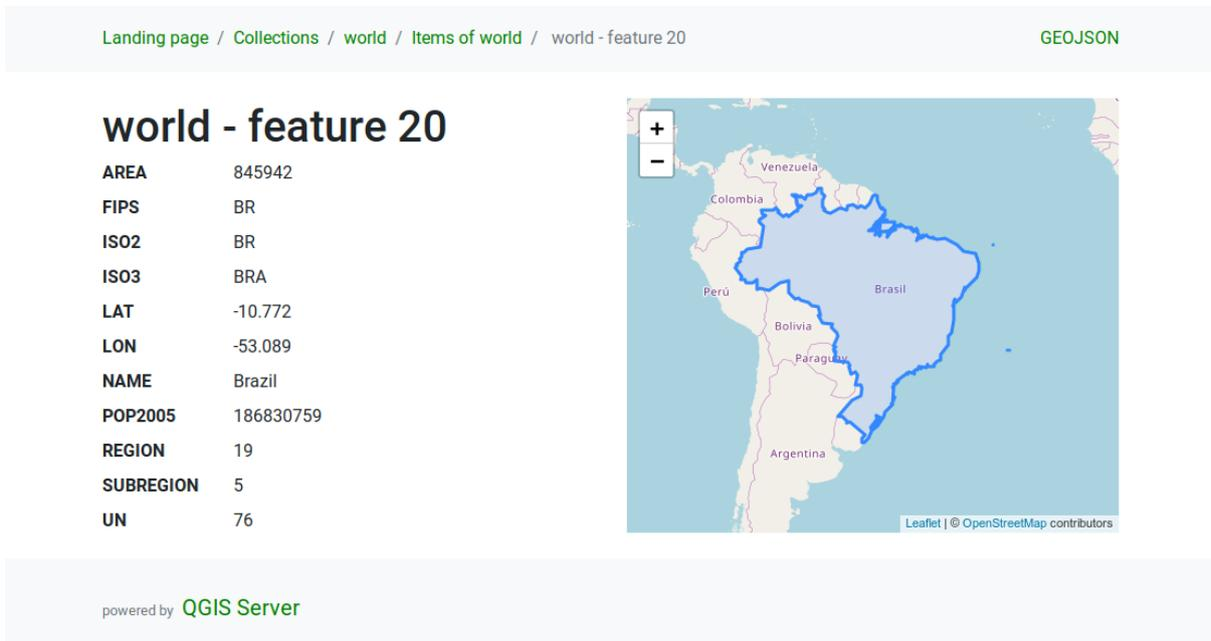 Landing page / Collections / world / Items of world / world - feature 20 GEOJSON
world - feature 20
AREA 845942
FIPS BR
ISO2 BR
ISO3 BRA
LAT -10.772
LON -53.089
NAME Brazil
POP2005 186830759
REGION 19
SUBREGION 5
UN 76
+
−
Venezuela
Colombia
Brasil
Perú
Bolivia
Paraguay
Argentina
Leaflet | © OpenStreetMap contributors
powered by QGIS Server